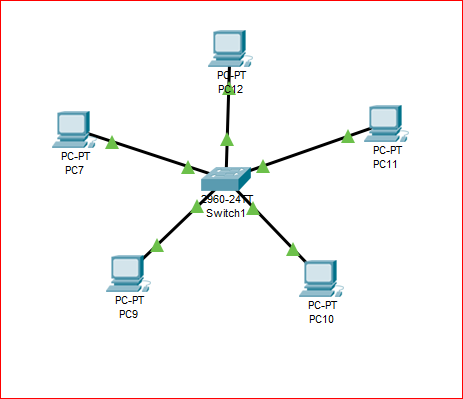 PC-PT
PC12
PC-PT
PC7
PC-PT
PC11
2960-24TT
Switch1
PC-PT
PC9
PC-PT
PC10